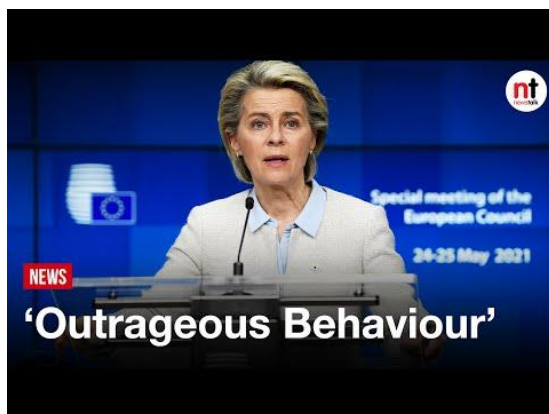 nt
newstalk
Special meeting of the
European Council
24-25 May 2021
NEWS
‘Outrageous Behaviour’